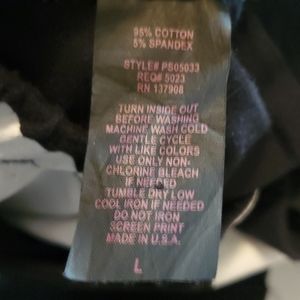 95% COTTON
5% SPANDEX
STYLE# PS05033
REQ# 5023
RN 137908
TURN INSIDE OUT
BEFORE WASHING
MACHINE WASH COLD
GENTLE CYCLE
WITH LIKE COLORS
USE ONLY NON-
CHLORINE BLEACH
IF NEEDED
TUMBLE DRY LOW
COOL IRON IF NEEDED
DO NOT IRON
SCREEN PRINT
MADE IN U.S.A.
L